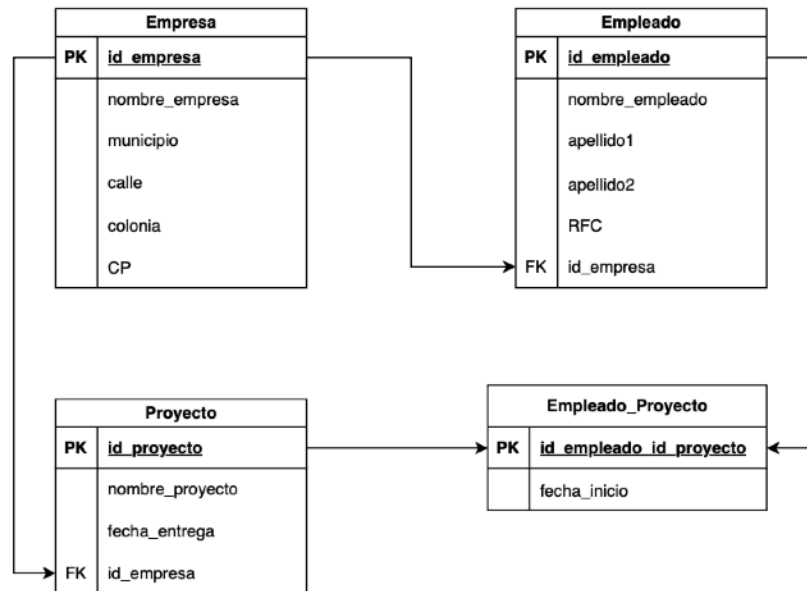 Empresa
PK id_empresa
nombre_empresa
municipio
calle
colonia
CP
Empleado
PK id_empleado
nombre_empleado
apellido1
apellido2
RFC
FK id_empresa
Proyecto
PK id_proyecto
nombre_proyecto
fecha_entrega
FK id_empresa
Empleado_Proyecto
PK id_empleado_id_proyecto
fecha_inicio